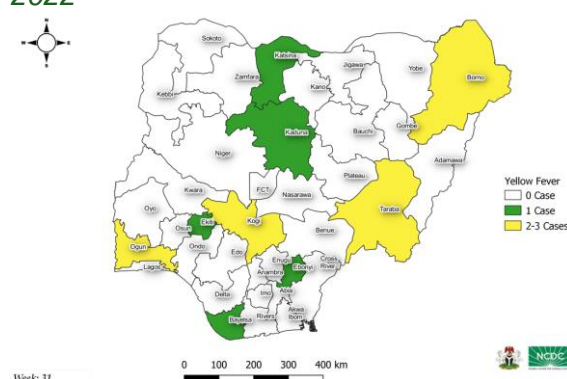 2022
N
W
E
S
Sokoto
Katsina
Jigawa
Yobe
Borno
Zamfara
Kano
Kebbi
Kaduna
Bauchi
Gombe
Adamawa
Niger
Plateau
FCT
Nasarawa
Kwara
Taraba
Oyo
Ekiti
Kogi
Osun
Benue
Ogun
Ondo
Edo
Enugu
Ebonyi
Cross
River
Lagos
Anambra
Abia
Delta
Imo
Akwa
Ibom
Bayelsa
Rivers
Yellow Fever
0 Case
1 Case
2-3 Cases
0 100 200 300 400 km
NCDC